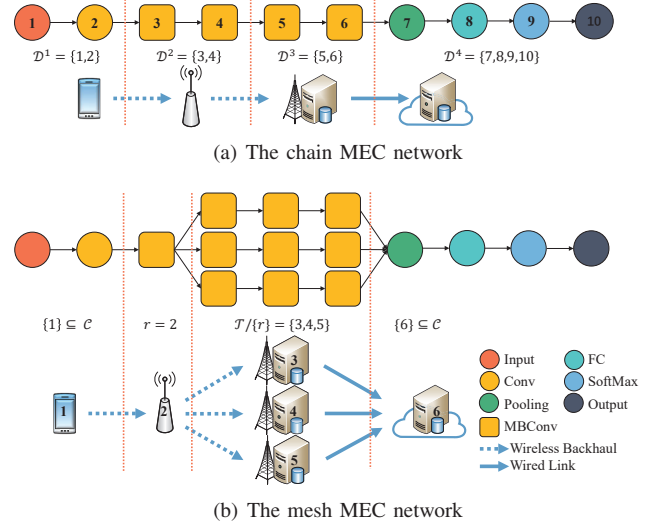 1 2 3 4 5 6 7 8 9 10
𝒟¹ = {1,2} 𝒟² = {3,4} 𝒟³ = {5,6} 𝒟⁴ = {7,8,9,10}
(a) The chain MEC network
{1} ⊆ 𝒞 r = 2 𝒯/{r} = {3,4,5} {6} ⊆ 𝒞
1
2
3
4
5
6
Input
Conv
Pooling
MBConv
FC
SoftMax
Output
Wireless Backhaul
Wired Link
(b) The mesh MEC network